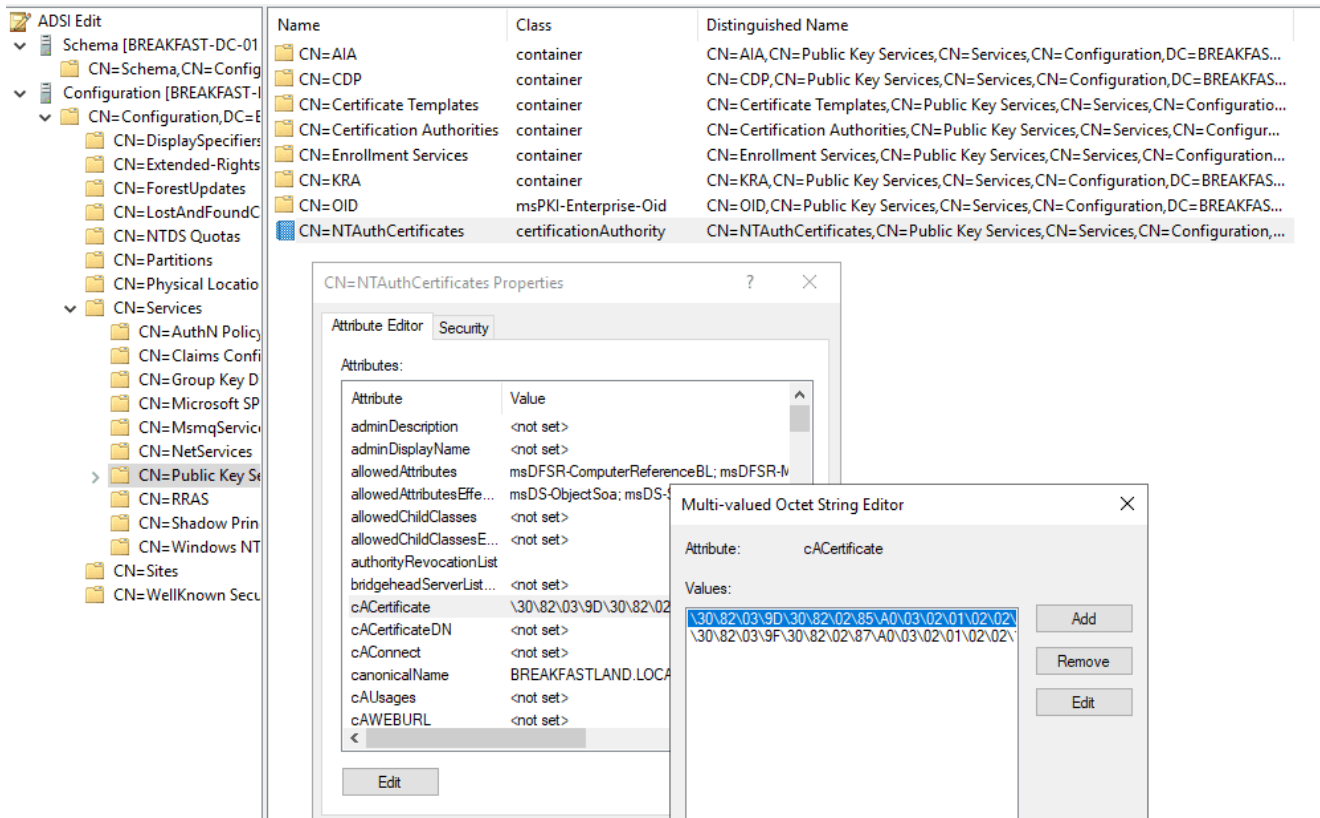 ADSI Edit
Schema [BREAKFAST-DC-01
CN=Schema,CN=Config
Configuration [BREAKFAST-
CN=Configuration,DC=
CN=DisplaySpecifiers
CN=Extended-Rights
CN=ForestUpdates
CN=LostAndFoundC
CN=NTDS Quotas
CN=Partitions
CN=Physical Locatio
CN=Services
CN=AuthN Policy
CN=Claims Confi
CN=Group Key D
CN=Microsoft SP
CN=MsmqServic
CN=NetServices
CN=Public Key Se
CN=RRAS
CN=Shadow Prin
CN=Windows NT
CN=Sites
CN=WellKnown Secu
Name Class Distinguished Name
CN=AIA container CN=AIA,CN=Public Key Services,CN=Services,CN=Configuration,DC=BREAKFAS...
CN=CDP container CN=CDP,CN=Public Key Services,CN=Services,CN=Configuration,DC=BREAKFAS...
CN=Certificate Templates container CN=Certificate Templates,CN=Public Key Services,CN=Services,CN=Configuratio...
CN=Certification Authorities container CN=Certification Authorities,CN=Public Key Services,CN=Services,CN=Configur...
CN=Enrollment Services container CN=Enrollment Services,CN=Public Key Services,CN=Services,CN=Configuration...
CN=KRA container CN=KRA,CN=Public Key Services,CN=Services,CN=Configuration,DC=BREAKFAS...
CN=OID msPKI-Enterprise-Oid CN=OID,CN=Public Key Services,CN=Services,CN=Configuration,DC=BREAKFAS...
CN=NTAuthCertificates certificationAuthority CN=NTAuthCertificates,CN=Public Key Services,CN=Services,CN=Configuration,...
CN=NTAuthCertificates Properties ?
Attribute Editor Security
Attributes:
Attribute Value
adminDescription <not set>
adminDisplayName <not set>
allowedAttributes msDFSR-ComputerReferenceBL; msDFSR-M
allowedAttributesEffe... msDS-ObjectSoa; msDS-
allowedChildClasses <not set>
allowedChildClassesE... <not set>
authorityRevocationList
bridgeheadServerList... <not set>
cACertificate \30\82\03\9D\30\82\02
cACertificateDN <not set>
cAConnect <not set>
canonicalName BREAKFASTLAND.LOCA
cAUsages <not set>
cAWEBURL <not set>
Edit
Multi-valued Octet String Editor
Attribute: cACertificate
Values:
\30\82\03\9D\30\82\02\85\A0\03\02\01\02\02\
\30\82\03\9F\30\82\02\87\A0\03\02\01\02\02\
Add
Remove
Edit